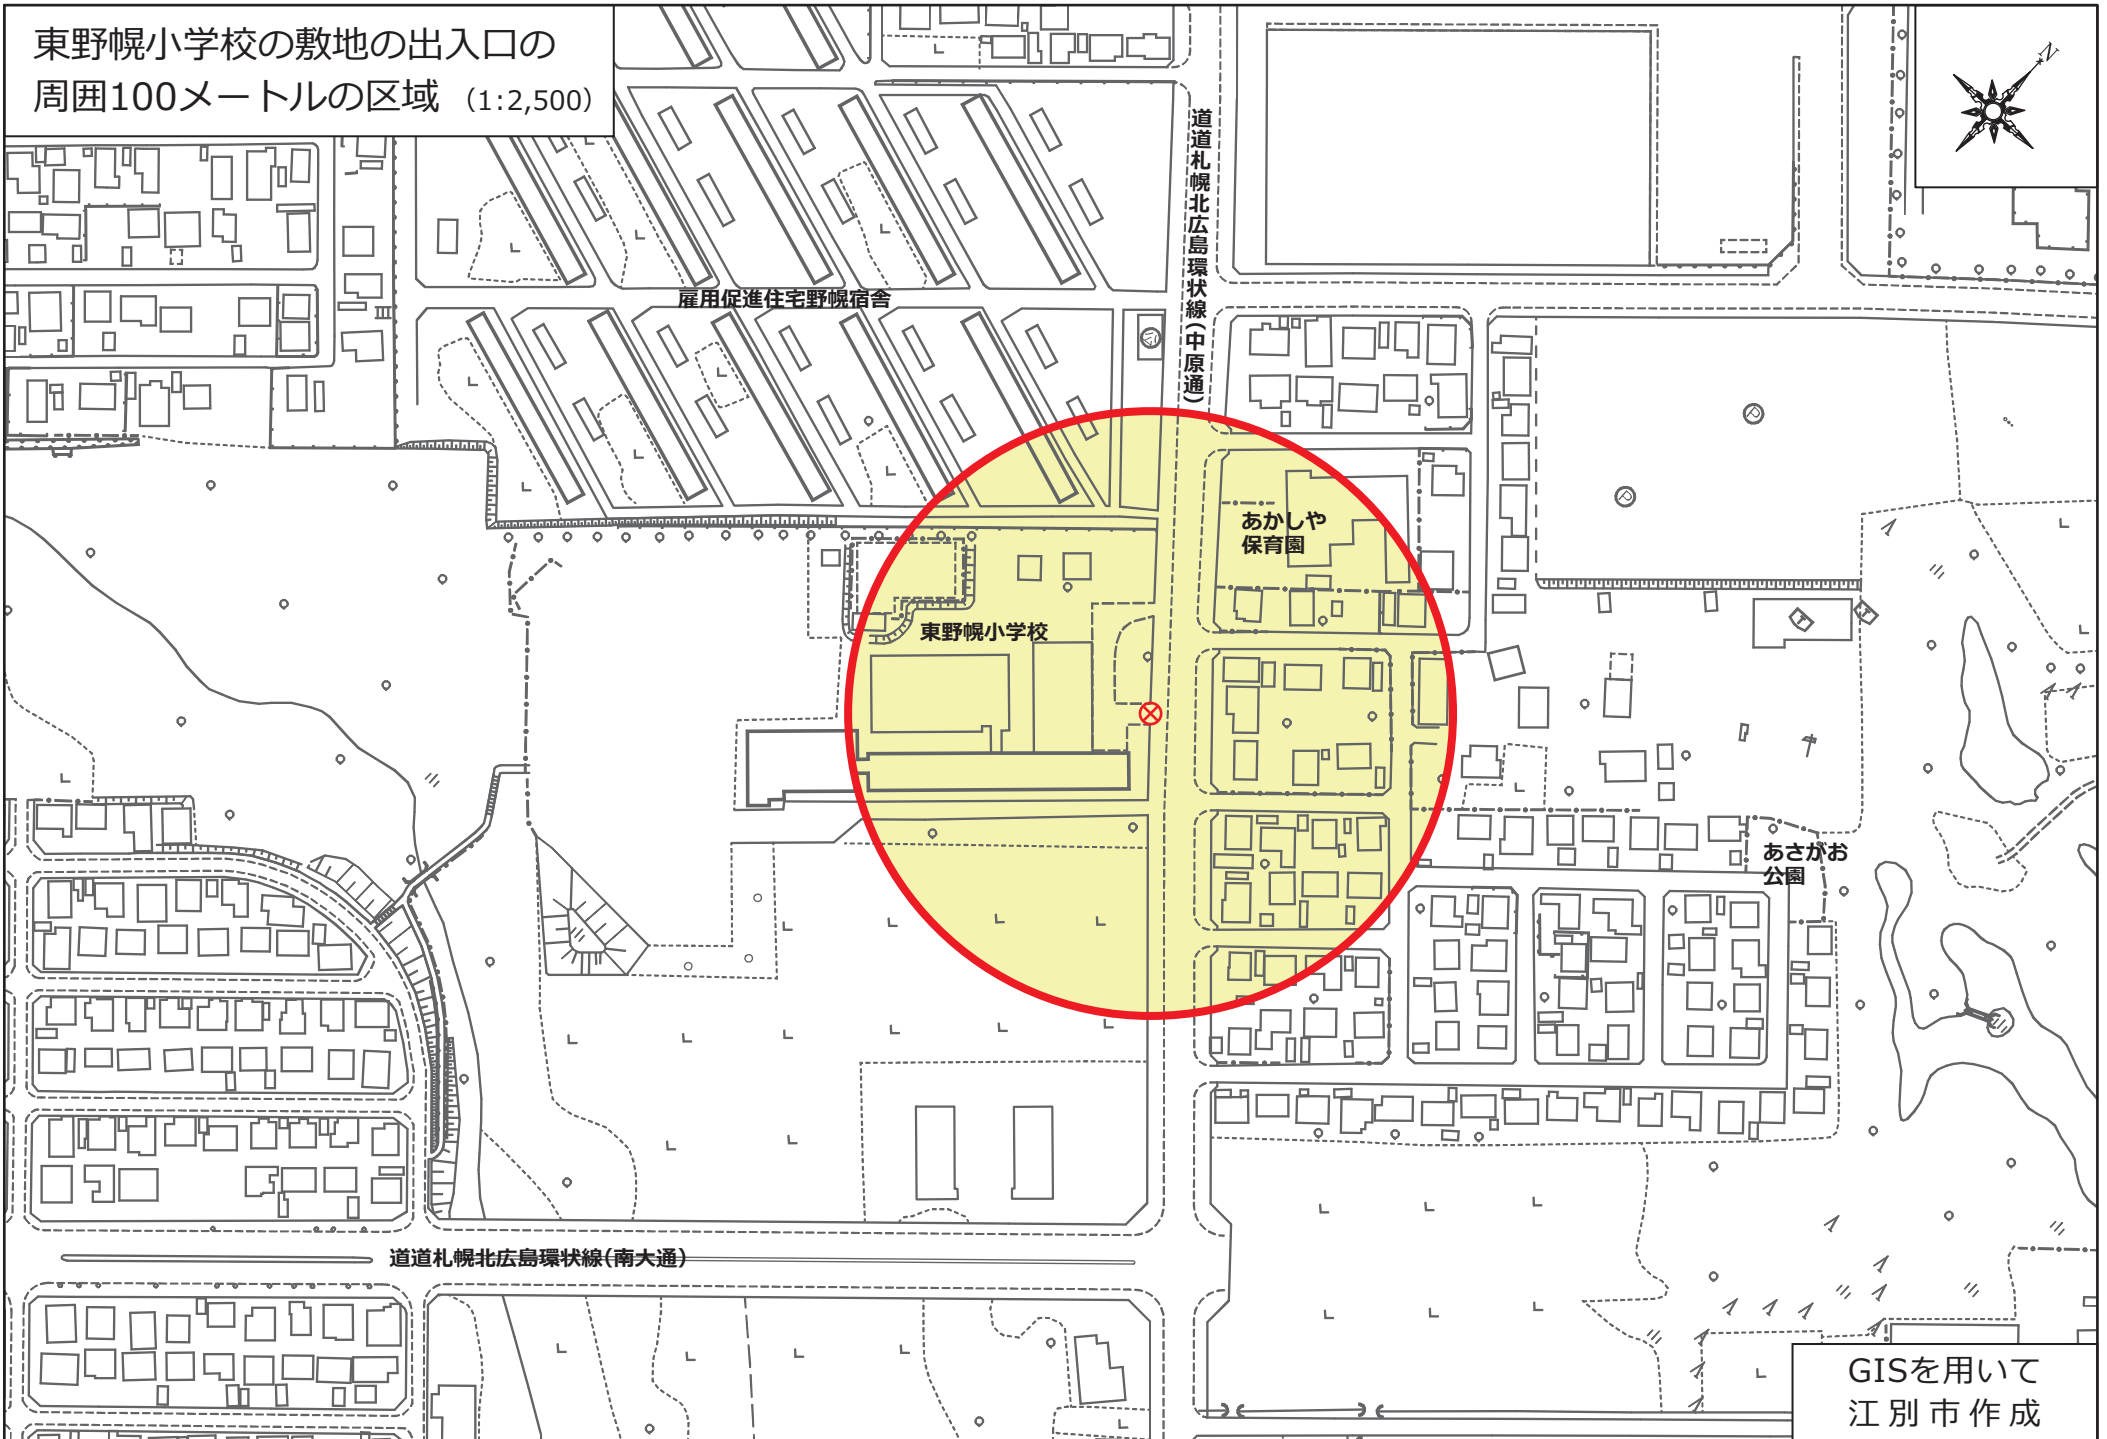 東野幌小学校の敷地の出入口の
周囲100メートルの区域 （1:2,500）
N
道道札幌北広島環状線(中原通)
雇用促進住宅野幌宿舎
あかしや
保育園
東野幌小学校
あさがお
公園
道道札幌北広島環状線(南大通)
GISを用いて
江別市作成